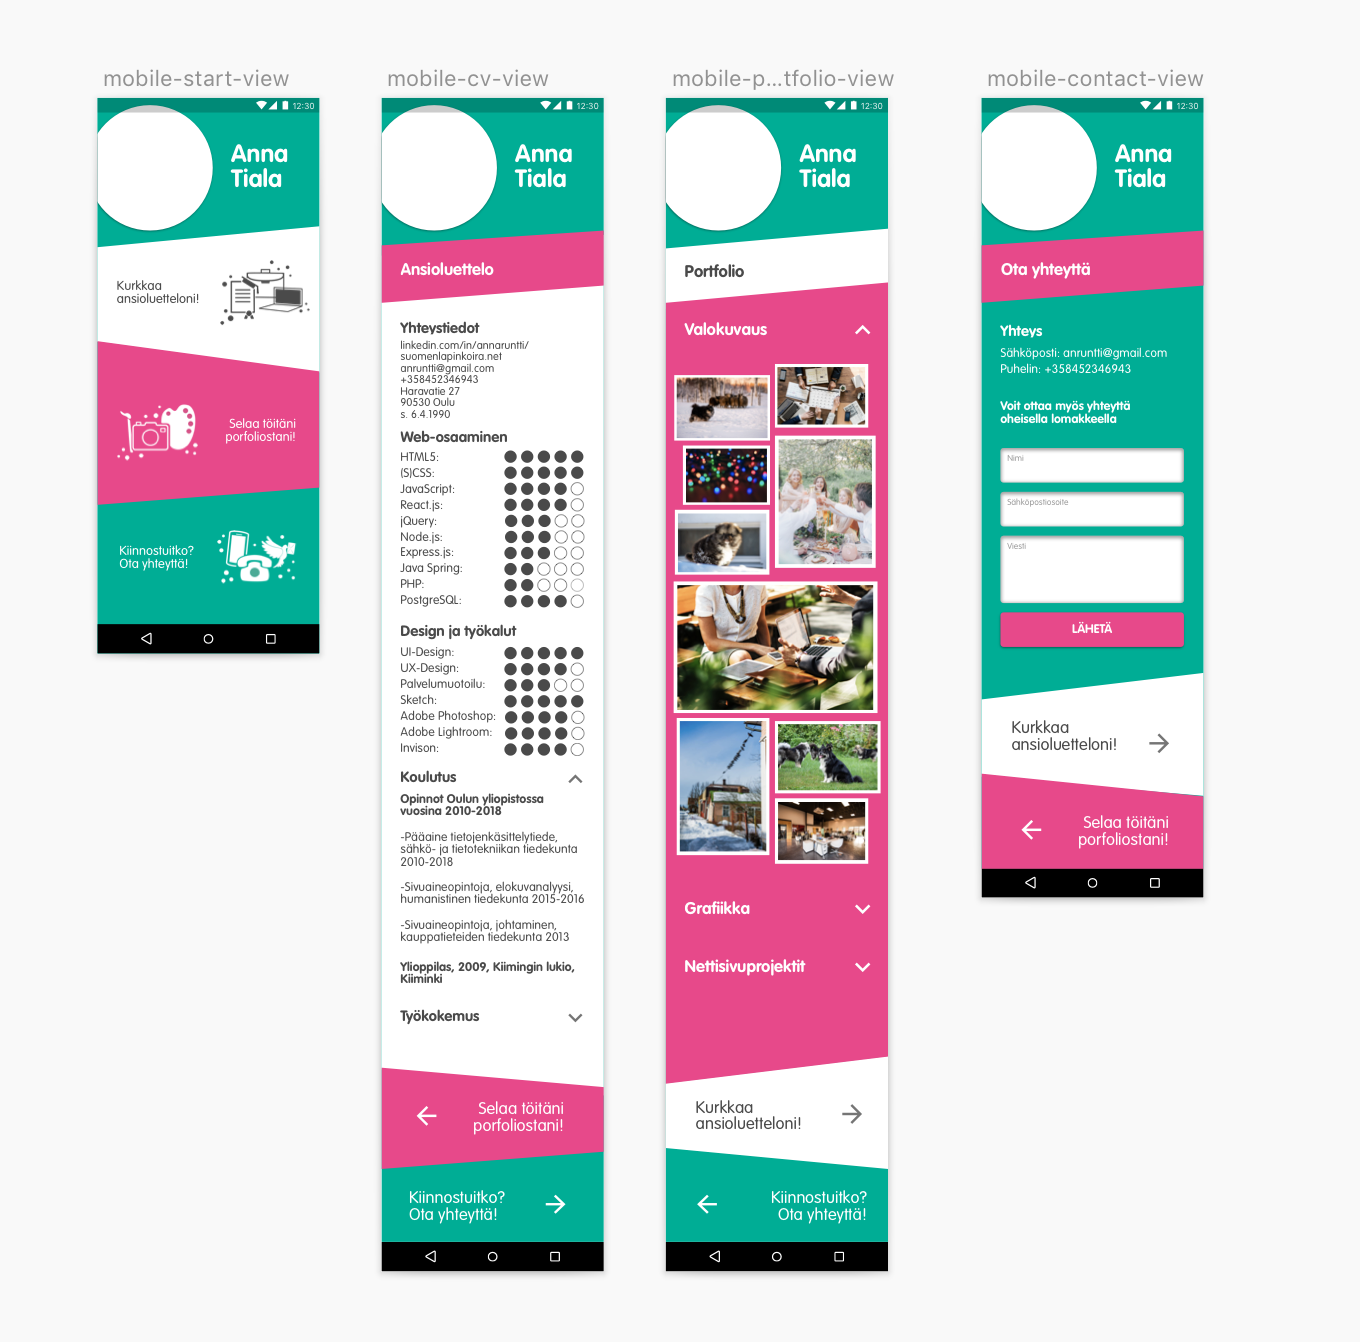 mobile-start-view
12:30
Anna
Tiala
Kurkkaa
ansioluetteloni!
Selaa töitäni
porfoliostani!
Kiinnostuitko?
Ota yhteyttä!
mobile-cv-view
12:30
Anna
Tiala
Ansioluettelo
Yhteystiedot
linkedin.com/in/annaruntti/
suomenlapinkoira.net
anruntti@gmail.com
+358452346943
Haravatie 27
90530 Oulu
s. 6.4.1990
Web-osaaminen
HTML5:
(S)CSS:
JavaScript:
React.js:
jQuery:
Node.js:
Express.js:
Java Spring:
PHP:
PostgreSQL:
Design ja työkalut
UI-Design:
UX-Design:
Palvelumuotoilu:
Sketch:
Adobe Photoshop:
Adobe Lightroom:
Invison:
Koulutus
Opinnot Oulun yliopistossa
vuosina 2010-2018
-Pääaine tietojenkäsittelytiede,
sähkö- ja tietotekniikan tiedekunta
2010-2018
-Sivuaineopintoja, elokuvanalyysi,
humanistinen tiedekunta 2015-2016
-Sivuaineopintoja, johtaminen,
kauppatieteiden tiedekunta 2013
Ylioppilas, 2009, Kiimingin lukio,
Kiiminki
Työkokemus
Selaa töitäni
porfoliostani!
Kiinnostuitko?
Ota yhteyttä!
mobile-p...tfolio-view
12:30
Anna
Tiala
Portfolio
Valokuvaus
Grafiikka
Nettisivuprojektit
Kurkkaa
ansioluetteloni!
Kiinnostuitko?
Ota yhteyttä!
mobile-contact-view
12:30
Anna
Tiala
Ota yhteyttä
Yhteys
Sähköposti: anruntti@gmail.com
Puhelin: +358452346943
Voit ottaa myös yhteyttä
oheisella lomakkeella
Nimi
Sähköpostiosoite
Viesti
LÄHETÄ
Kurkkaa
ansioluetteloni!
Selaa töitäni
porfoliostani!